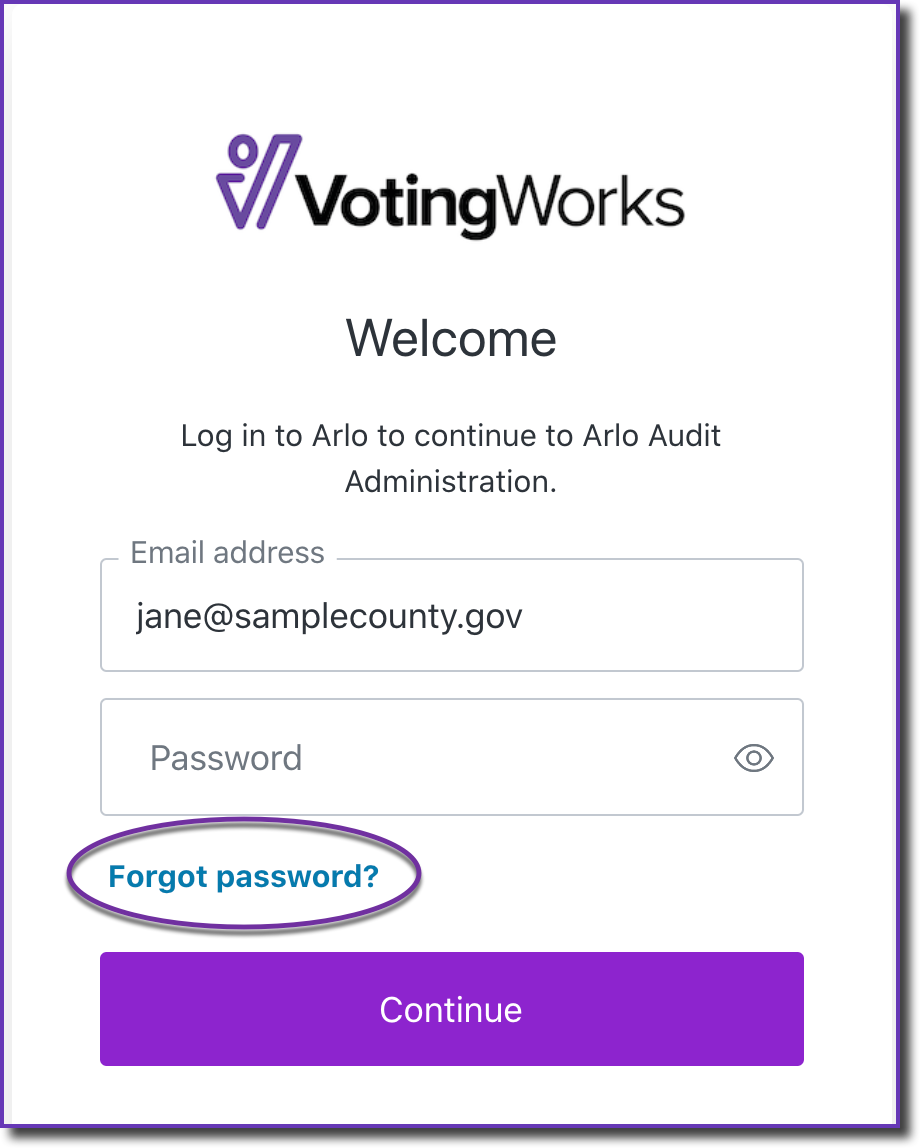 VotingWorks
Welcome
Log in to Arlo to continue to Arlo Audit
Administration.
Email address
jane@samplecounty.gov
Password
Forgot password?
Continue